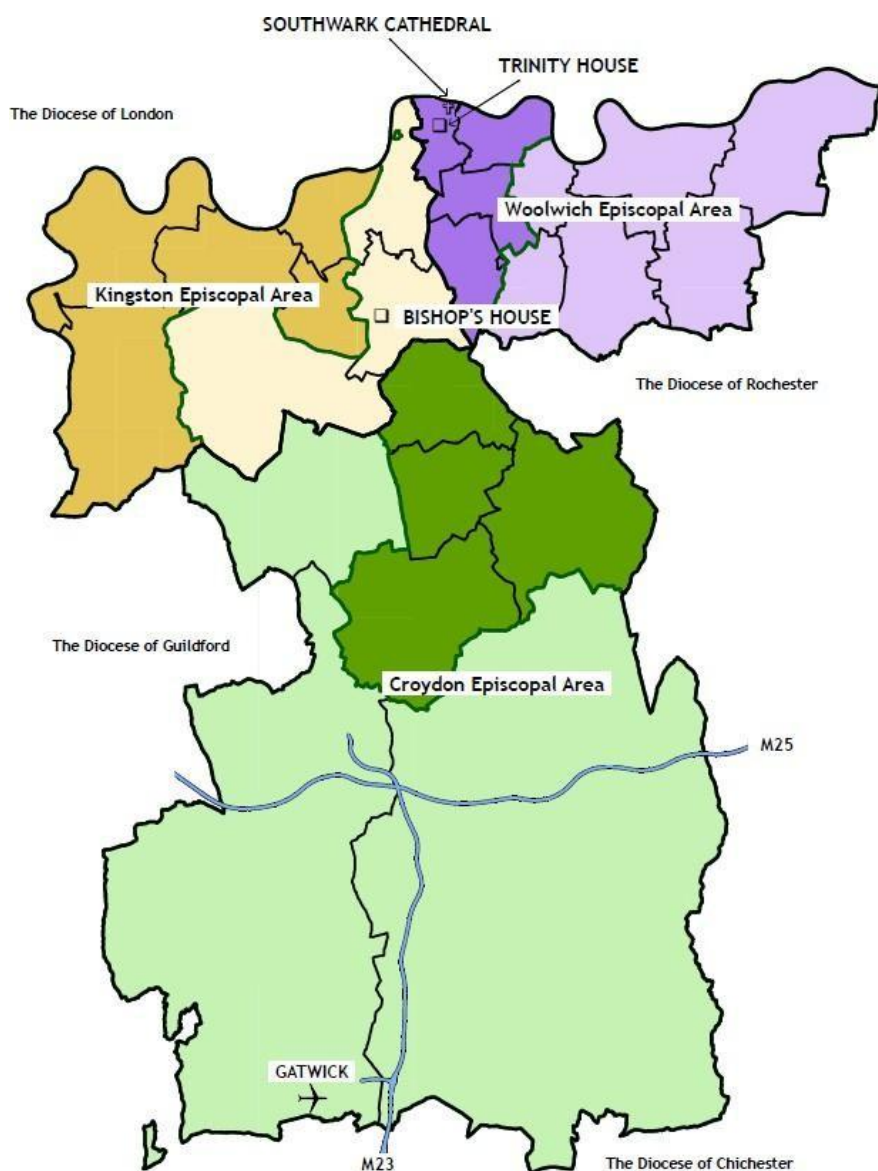 SOUTHWARK CATHEDRAL
TRINITY HOUSE
The Diocese of London
Woolwich Episcopal Area
Kingston Episcopal Area
BISHOP'S HOUSE
The Diocese of Rochester
The Diocese of Guildford
Croydon Episcopal Area
M25
GATWICK
M23
The Diocese of Chichester